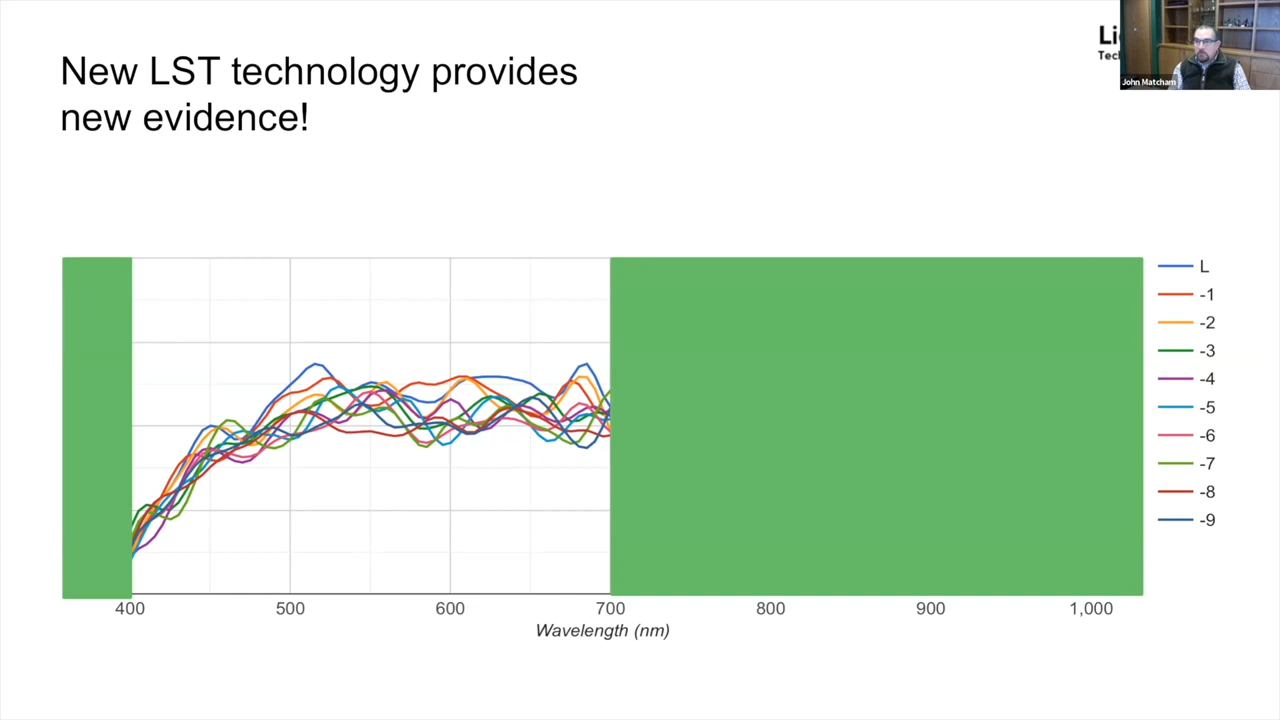 New LST technology provides
new evidence!
John Matcham
L
-1
-2
-3
-4
-5
-6
-7
-8
-9
400 500 600 700 800 900 1,000
Wavelength (nm)